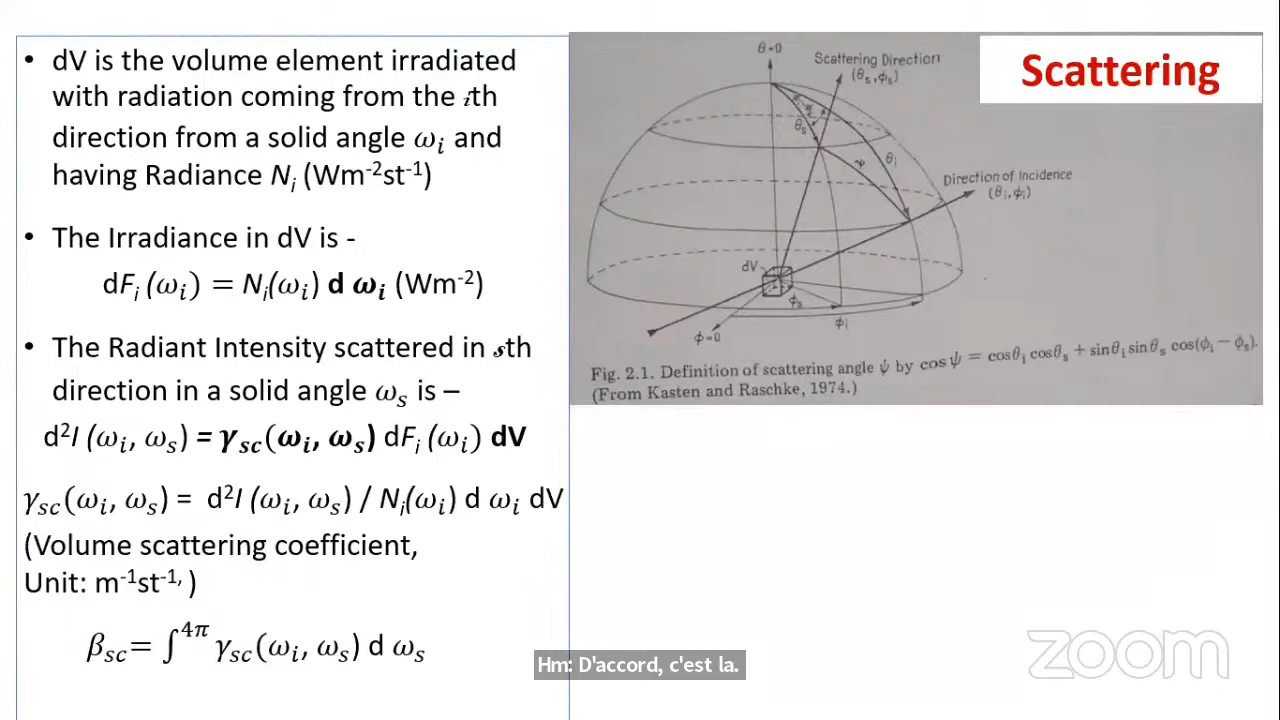 • dV is the volume element irradiated
with radiation coming from the 𝒾th
direction from a solid angle ωᵢ and
having Radiance Nᵢ (Wm⁻²st⁻¹)
• The Irradiance in dV is -
dFᵢ (ωᵢ) = Nᵢ(ωᵢ) d ωᵢ (Wm⁻²)
• The Radiant Intensity scattered in 𝓈th
direction in a solid angle ωₛ is –
d²I (ωᵢ, ωₛ) = γsc(ωᵢ, ωₛ) dFᵢ (ωᵢ) dV
γsc(ωᵢ, ωₛ) = d²I (ωᵢ, ωₛ) / Nᵢ(ωᵢ) d ωᵢ dV
(Volume scattering coefficient,
Unit: m⁻¹st⁻¹, )
βsc= ∫⁴π γsc(ωᵢ, ωₛ) d ωₛ
Scattering
θ=0
Scattering Direction
(θₛ,φₛ)
θₛ
ψ
θᵢ
Direction of Incidence
(θᵢ,φᵢ)
dV
φₛ
φᵢ
φ=0
Fig. 2.1. Definition of scattering angle ψ by cos ψ = cosθᵢ cosθₛ + sinθᵢ sinθₛ cos(φᵢ − φₛ).
(From Kasten and Raschke, 1974.)
Hm: D'accord, c'est la.
zoom